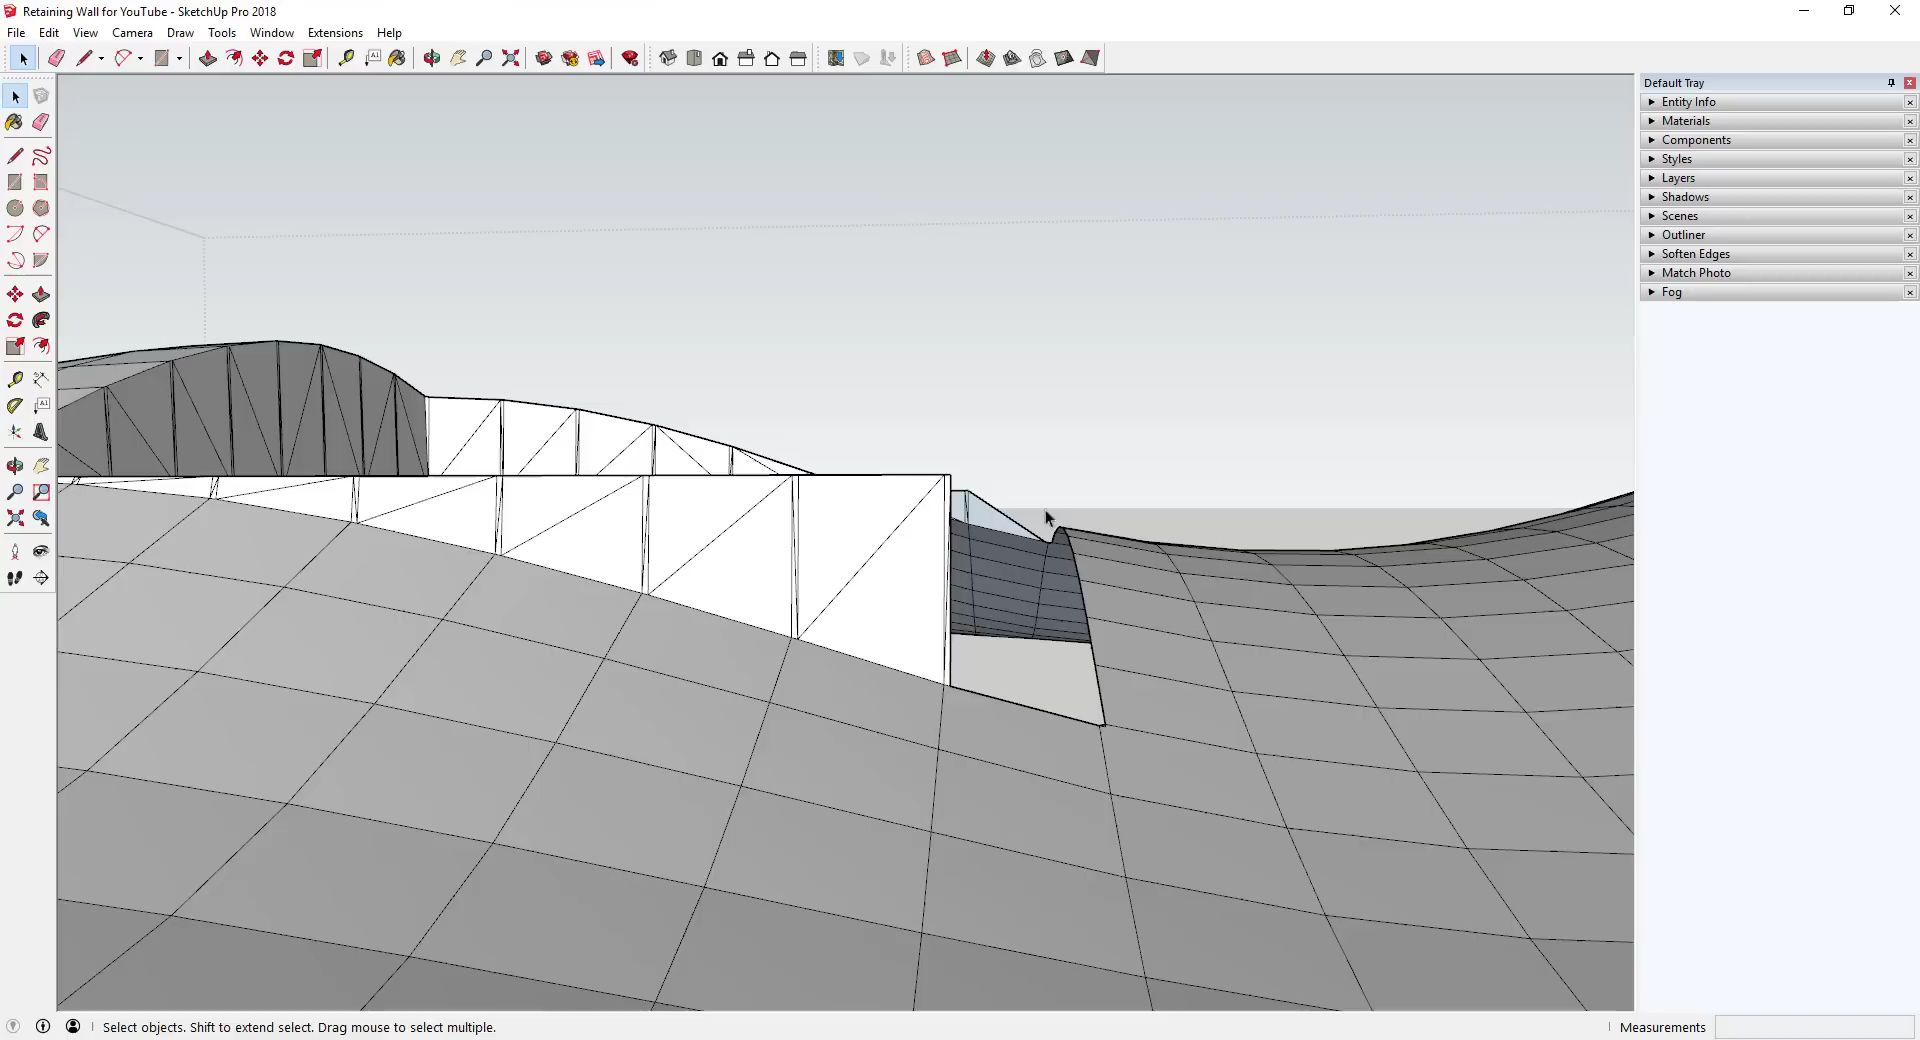 Retaining Wall for YouTube - SketchUp Pro 2018
File Edit View Camera Draw Tools Window Extensions Help
A1
Default Tray
Entity Info
Materials
Components
Styles
Layers
Shadows
Scenes
Outliner
Soften Edges
Match Photo
Fog
A1
Select objects. Shift to extend select. Drag mouse to select multiple.
Measurements